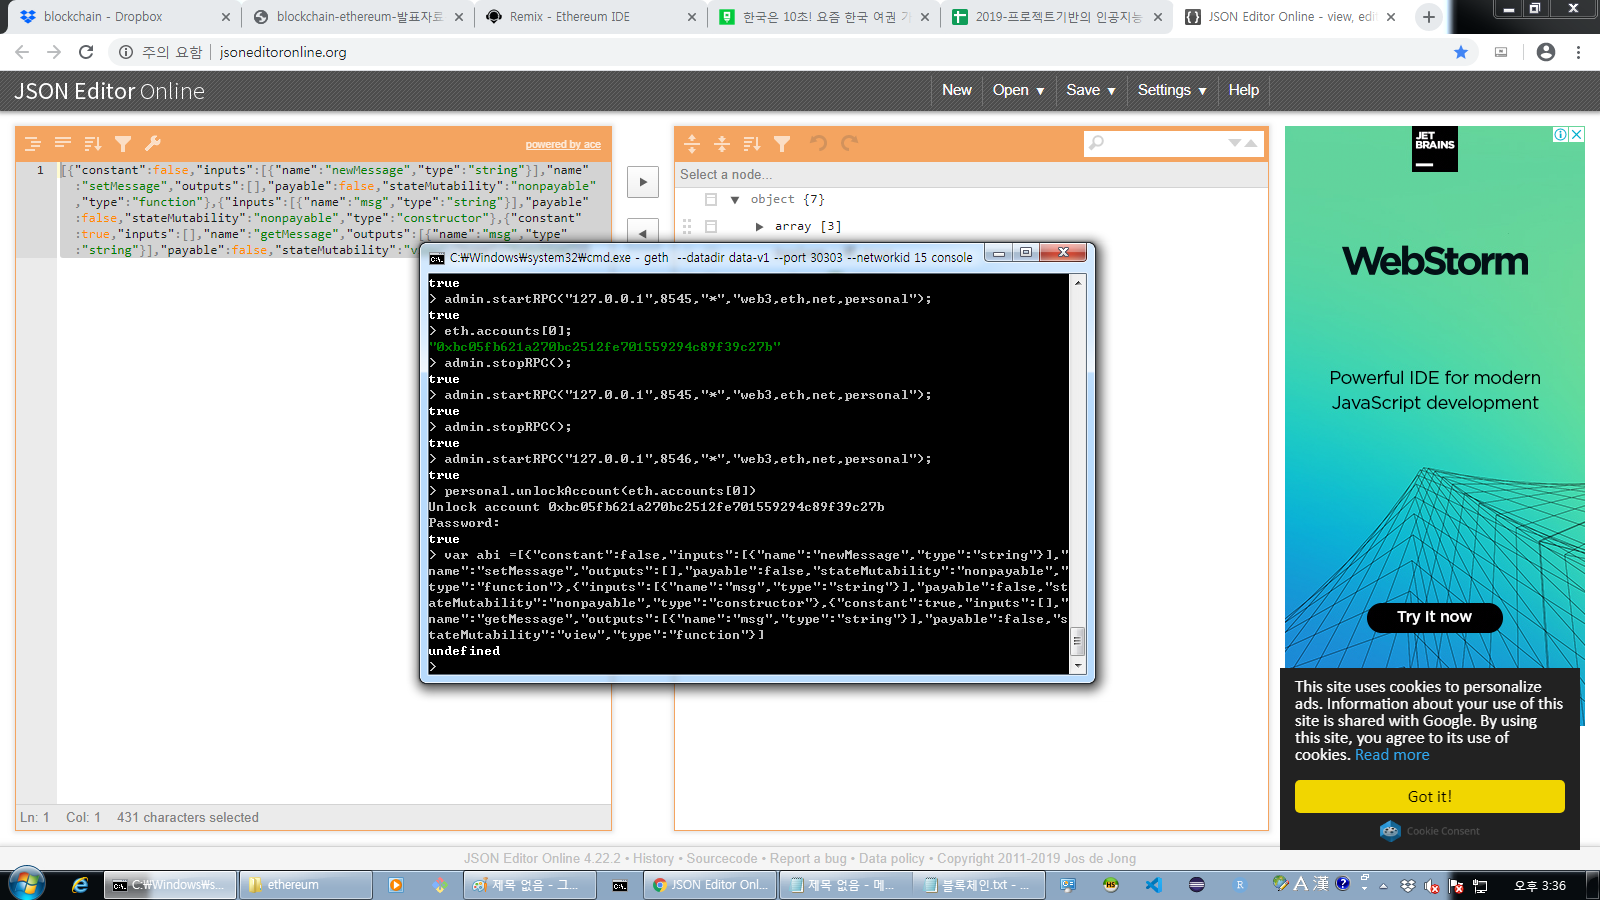 blockchain - Dropbox
blockchain-ethereum-발표자료
Remix - Ethereum IDE
한국은 10초! 요즘 한국 여권
2019-프로젝트기반의 인공지능
JSON Editor Online - view, edi
주의 요함 | jsoneditoronline.org
JSON Editor Online
New
Open ▼
Save ▼
Settings ▼
Help
powered by ace
1
[{"constant":false,"inputs":[{"name":"newMessage","type":"string"}],"name"
:"setMessage","outputs":[],"payable":false,"stateMutability":"nonpayable"
,"type":"function"},{"inputs":[{"name":"msg","type":"string"}],"payable"
:false,"stateMutability":"nonpayable","type":"constructor"},{"constant"
:true,"inputs":[],"name":"getMessage","outputs":[{"name":"msg","type"
:"string"}],"payable":false,"stateMutability":"v
Select a node...
object {7}
array [3]
C:₩Windows₩system32₩cmd.exe - geth --datadir data-v1 --port 30303 --networkid 15 console
true
> admin.startRPC("127.0.0.1",8545,"*","web3,eth,net,personal");
true
> eth.accounts[0];
"0xbc05fb621a270bc2512fe701559294c89f39c27b"
> admin.stopRPC();
true
> admin.startRPC("127.0.0.1",8545,"*","web3,eth,net,personal");
true
> admin.stopRPC();
true
> admin.startRPC("127.0.0.1",8546,"*","web3,eth,net,personal");
true
> personal.unlockAccount(eth.accounts[0])
Unlock account 0xbc05fb621a270bc2512fe701559294c89f39c27b
Password:
true
> var abi =[{"constant":false,"inputs":[{"name":"newMessage","type":"string"}],"
name":"setMessage","outputs":[],"payable":false,"stateMutability":"nonpayable","
type":"function"},{"inputs":[{"name":"msg","type":"string"}],"payable":false,"st
ateMutability":"nonpayable","type":"constructor"},{"constant":true,"inputs":[],"
name":"getMessage","outputs":[{"name":"msg","type":"string"}],"payable":false,"s
tateMutability":"view","type":"function"}]
undefined
>
JET
BRAINS
WebStorm
Powerful IDE for modern
JavaScript development
Try it now
This site uses cookies to personalize
ads. Information about your use of this
site is shared with Google. By using
this site, you agree to its use of
cookies. Read more
Got it!
Cookie Consent
Ln: 1 Col: 1 431 characters selected
JSON Editor Online 4.22.2 • History • Sourcecode • Report a bug • Data policy • Copyright 2011-2019 Jos de Jong
C:₩Windows₩s...
ethereum
제목 없음 - 그...
JSON Editor Onl...
제목 없음 - 메...
블록체인.txt - ...
A 漢
오후 3:36